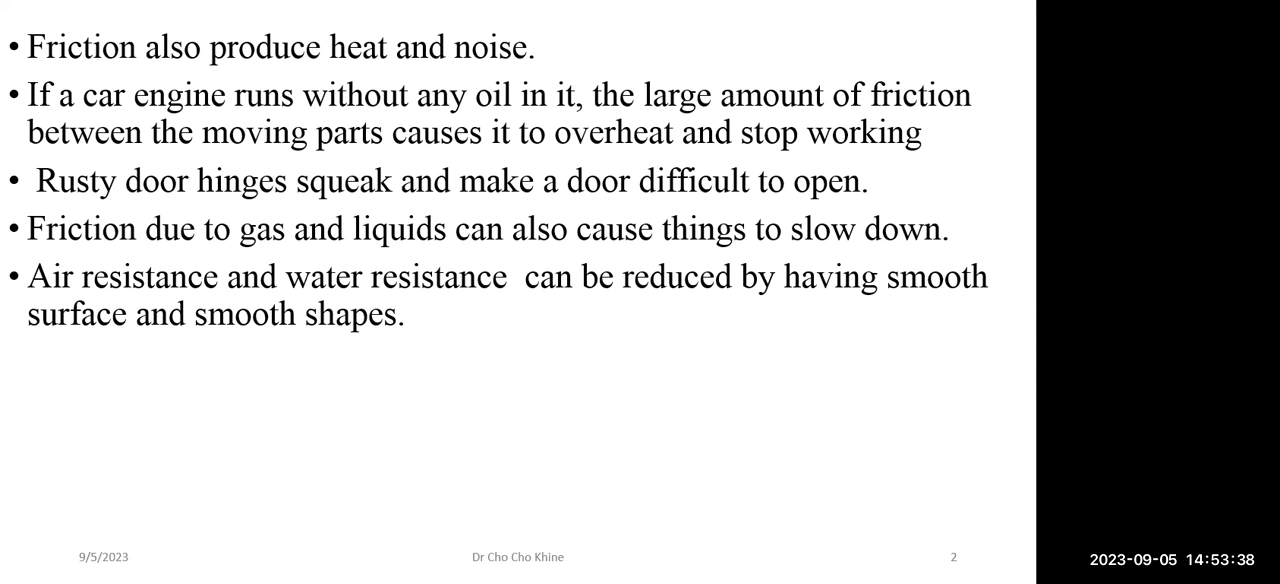 • Friction also produce heat and noise.
• If a car engine runs without any oil in it, the large amount of friction
between the moving parts causes it to overheat and stop working
• Rusty door hinges squeak and make a door difficult to open.
• Friction due to gas and liquids can also cause things to slow down.
• Air resistance and water resistance  can be reduced by having smooth
surface and smooth shapes.
9/5/2023
Dr Cho Cho Khine
2
2023-09-05 14:53:38